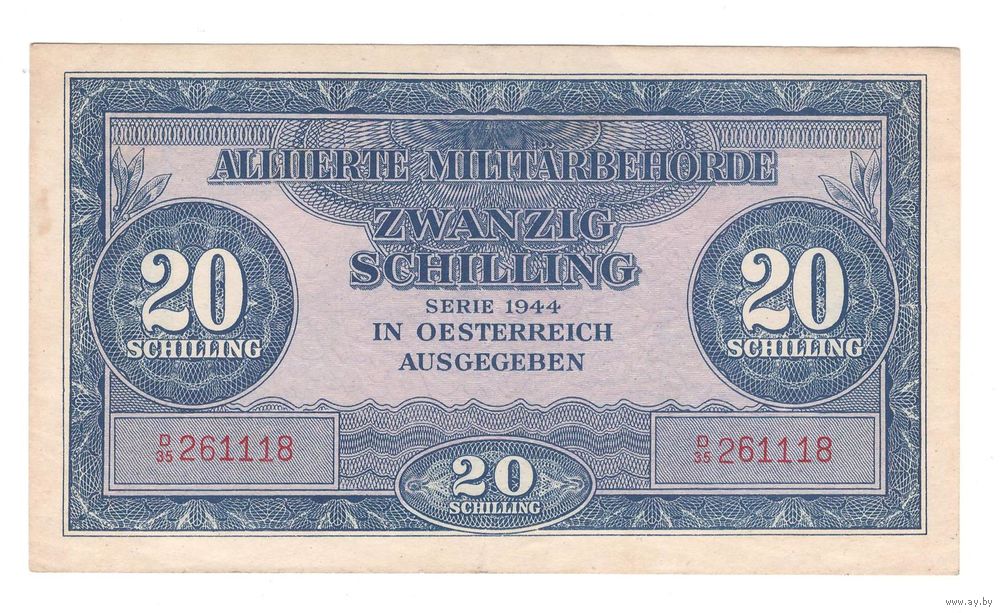 ALLIIERTE MILITÄRBEHÖRDE
ZWANZIG
SCHILLING
SERIE 1944
IN OESTERREICH
AUSGEGEBEN
20
SCHILLING
20
SCHILLING
D/35 261118
D/35 261118
20
SCHILLING
www.ay.by